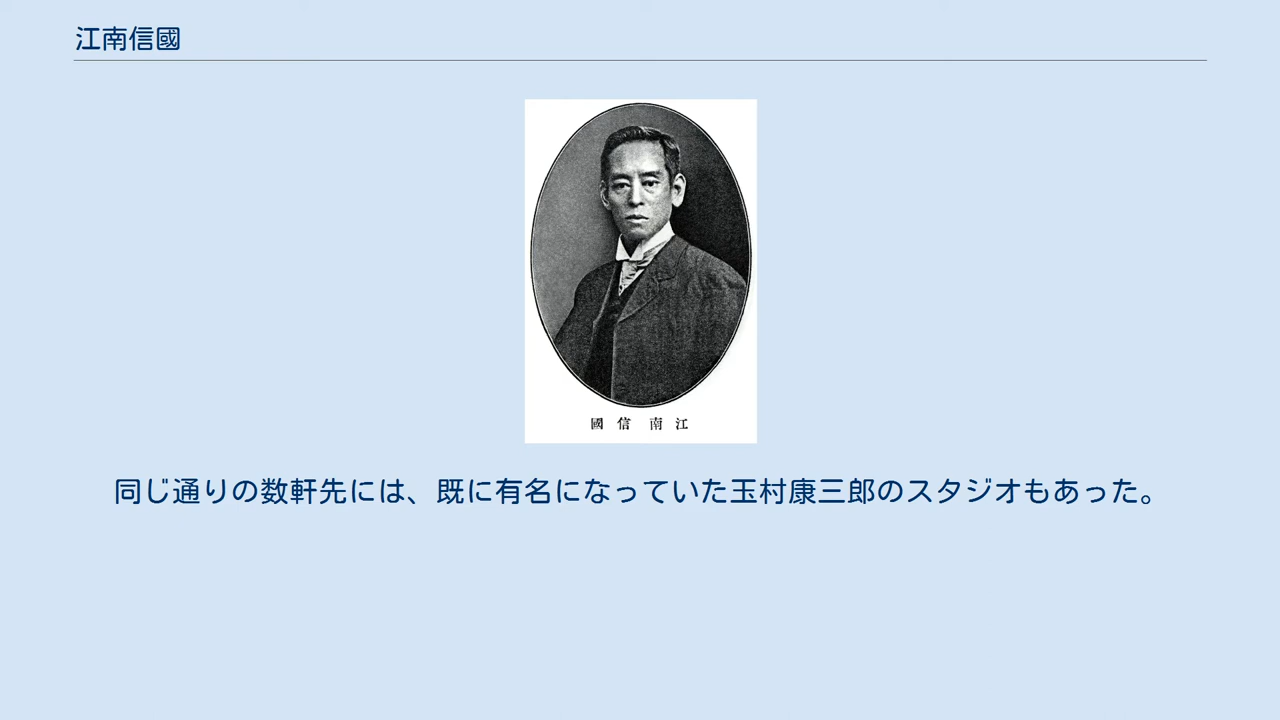 江南信國
江南信國
同じ通りの数軒先には、既に有名になっていた玉村康三郎のスタジオもあった。